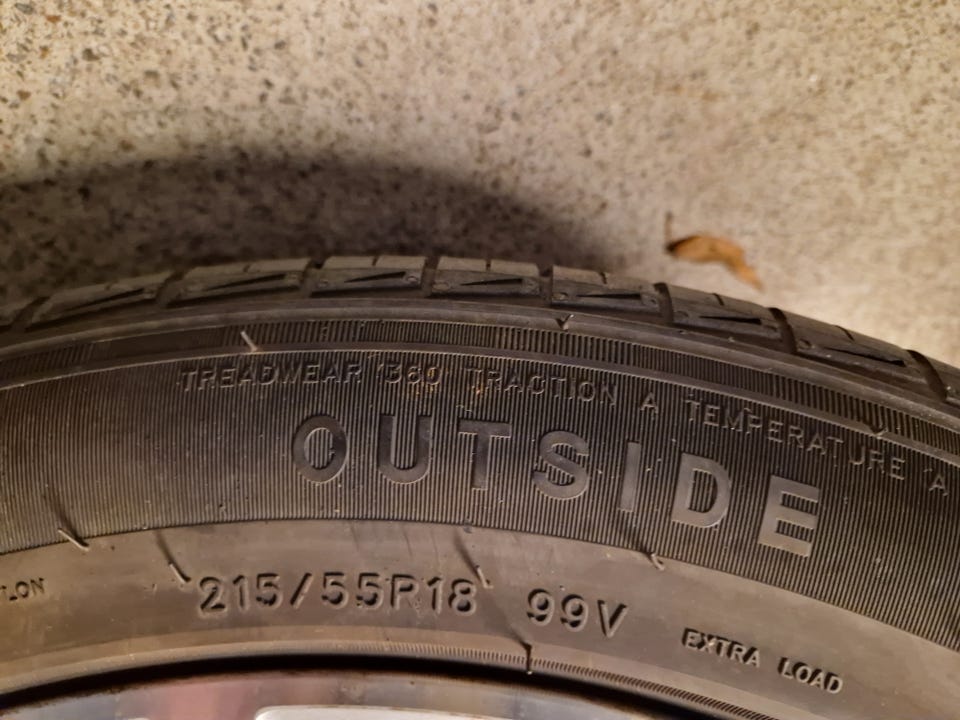 TREADWEAR 360 TRACTION A TEMPERATURE A
OUTSIDE
215/55R18 99V EXTRA LOAD